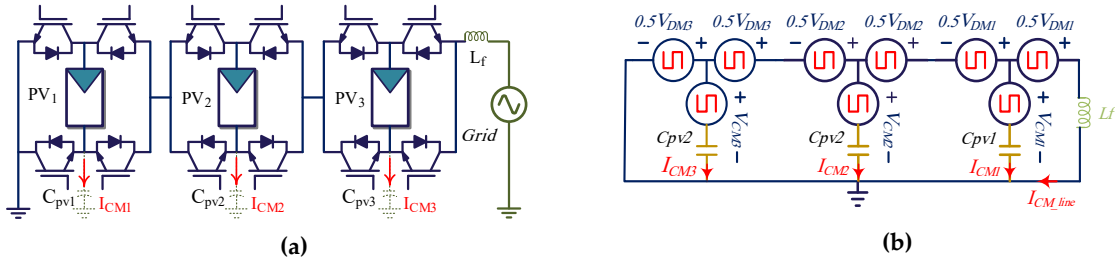 PV1
PV2
PV3
Lf
Grid
Cpv1
ICM1
Cpv2
ICM2
Cpv3
ICM3
(a)
0.5VDM3
0.5VDM3
0.5VDM2
0.5VDM2
0.5VDM1
0.5VDM1
− + − + + − +
+ VCM3 −
+ VCM2 −
+ VCM1 −
Cpv2
Cpv2
Cpv1
Lf
ICM3
ICM2
ICM1
ICM_line
(b)